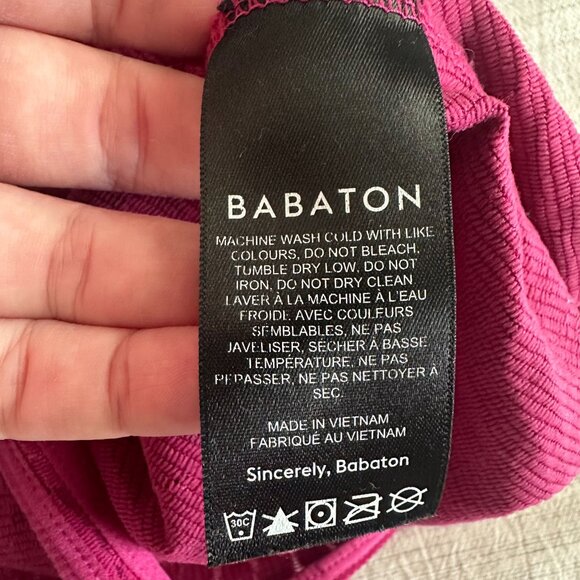 BABATON
MACHINE WASH COLD WITH LIKE
COLOURS, DO NOT BLEACH,
TUMBLE DRY LOW, DO NOT
IRON, DO NOT DRY CLEAN
LAVER À LA MACHINE À L'EAU
FROIDE AVEC COULEURS
SEMBLABLES, NE PAS
JAVELISER, SÉCHER À BASSE
TEMPÉRATURE, NE PAS
REPASSER, NE PAS NETTOYER À
SEC.
MADE IN VIETNAM
FABRIQUÉ AU VIETNAM
Sincerely, Babaton
30C